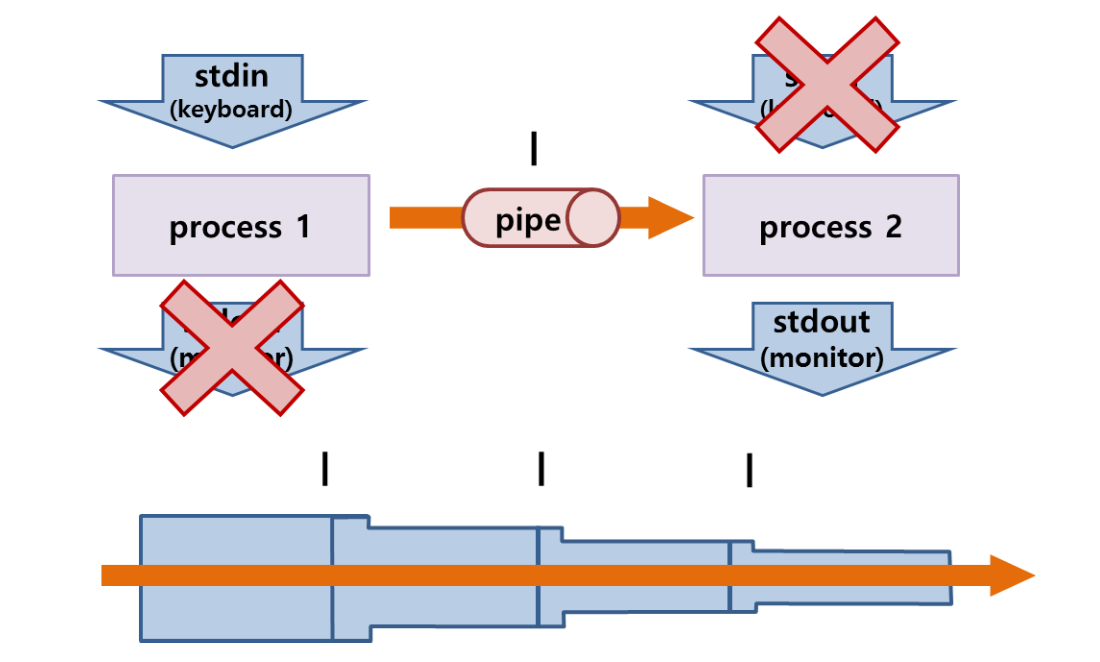 stdin
(keyboard)
|
process 1
pipe
process 2
stdout
(monitor)
| | |